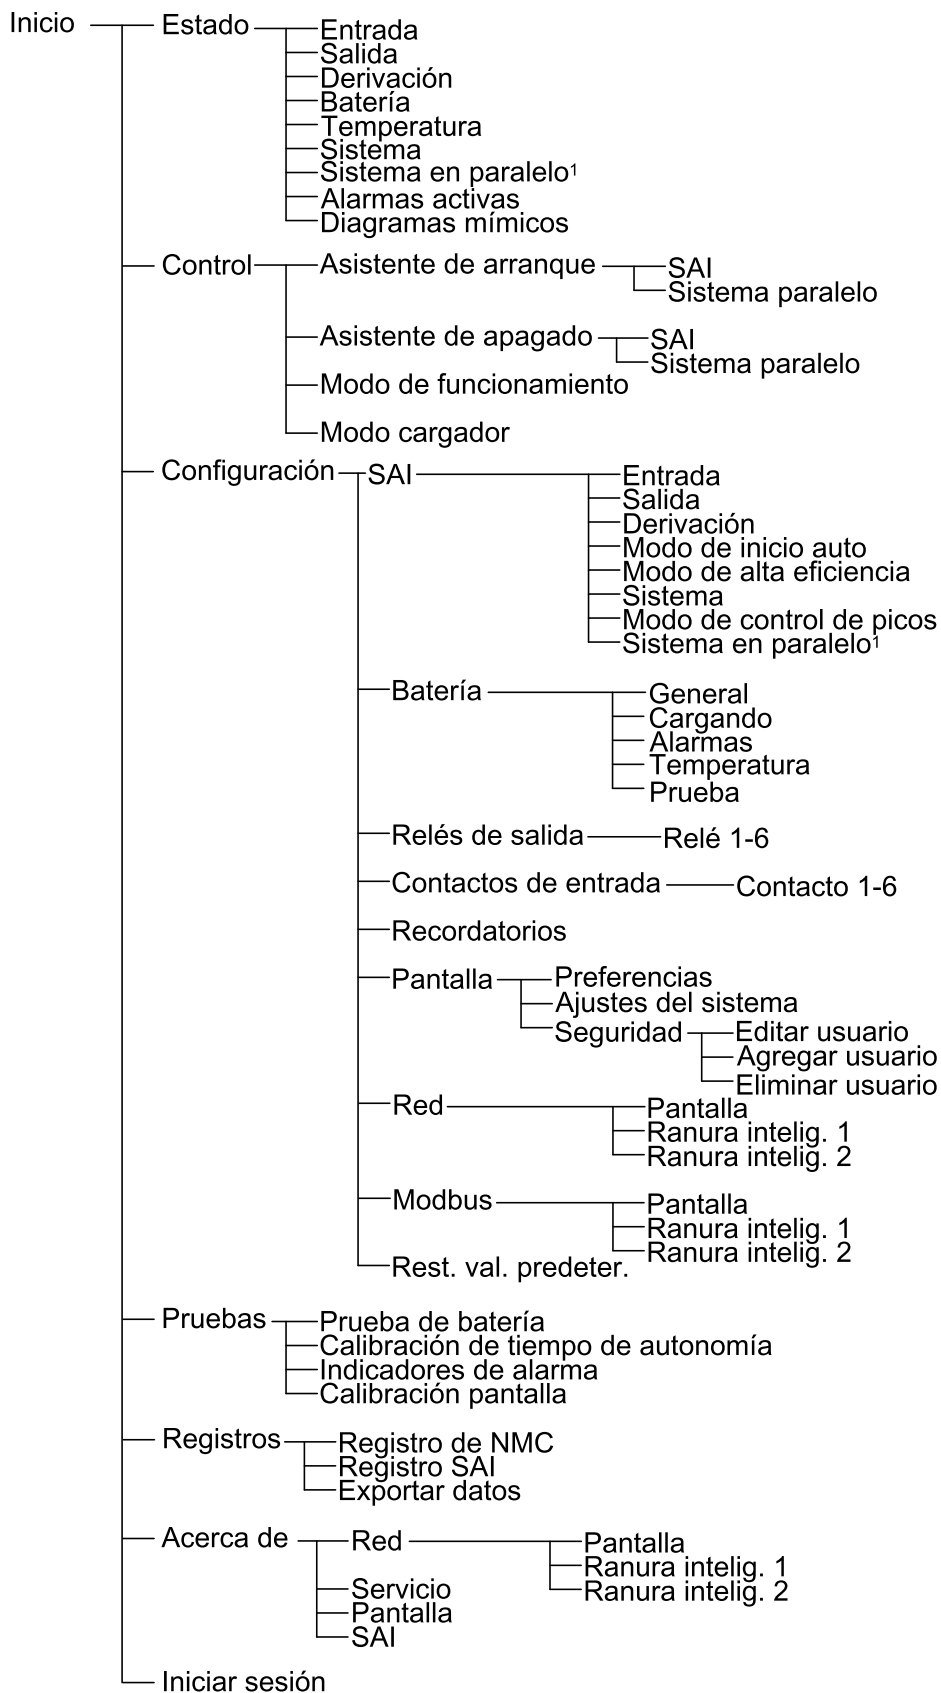 Inicio
Estado
Entrada
Salida
Derivación
Batería
Temperatura
Sistema
Sistema en paralelo¹
Alarmas activas
Diagramas mímicos
Control
Asistente de arranque
SAI
Sistema paralelo
Asistente de apagado
SAI
Sistema paralelo
Modo de funcionamiento
Modo cargador
Configuración
SAI
Entrada
Salida
Derivación
Modo de inicio auto
Modo de alta eficiencia
Sistema
Modo de control de picos
Sistema en paralelo¹
Batería
General
Cargando
Alarmas
Temperatura
Prueba
Relés de salida
Relé 1-6
Contactos de entrada
Contacto 1-6
Recordatorios
Pantalla
Preferencias
Ajustes del sistema
Seguridad
Editar usuario
Agregar usuario
Eliminar usuario
Red
Pantalla
Ranura intelig. 1
Ranura intelig. 2
Modbus
Pantalla
Ranura intelig. 1
Ranura intelig. 2
Rest. val. predeter.
Pruebas
Prueba de batería
Calibración de tiempo de autonomía
Indicadores de alarma
Calibración pantalla
Registros
Registro de NMC
Registro SAI
Exportar datos
Acerca de
Red
Pantalla
Ranura intelig. 1
Ranura intelig. 2
Servicio
Pantalla
SAI
Iniciar sesión